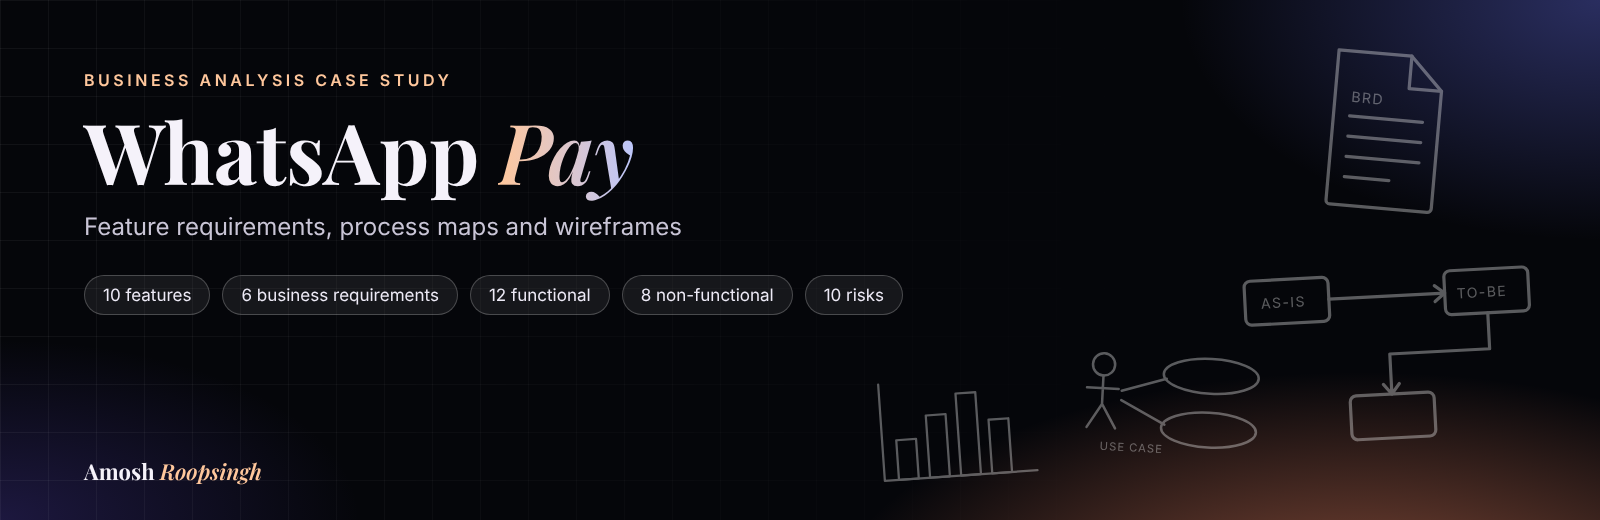 BUSINESS ANALYSIS CASE STUDY
WhatsApp Pay
Feature requirements, process maps and wireframes
10 features
6 business requirements
12 functional
8 non-functional
10 risks
BRD
AS-IS
TO-BE
USE CASE
Amosh Roopsingh